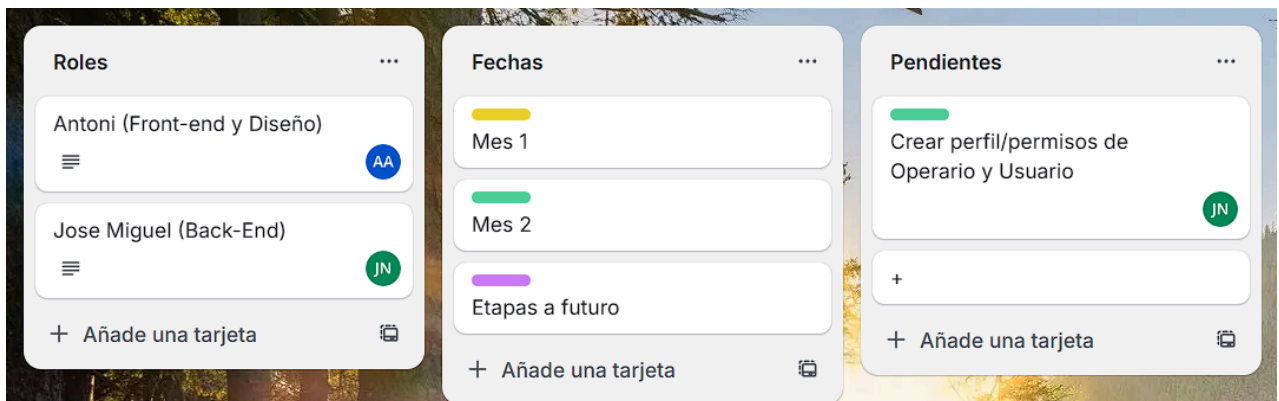 Roles
Antoni (Front-end y Diseño)
AA
Jose Miguel (Back-End)
JN
+ Añade una tarjeta
Fechas
Mes 1
Mes 2
Etapas a futuro
+ Añade una tarjeta
Pendientes
Crear perfil/permisos de
Operario y Usuario
JN
+
+ Añade una tarjeta